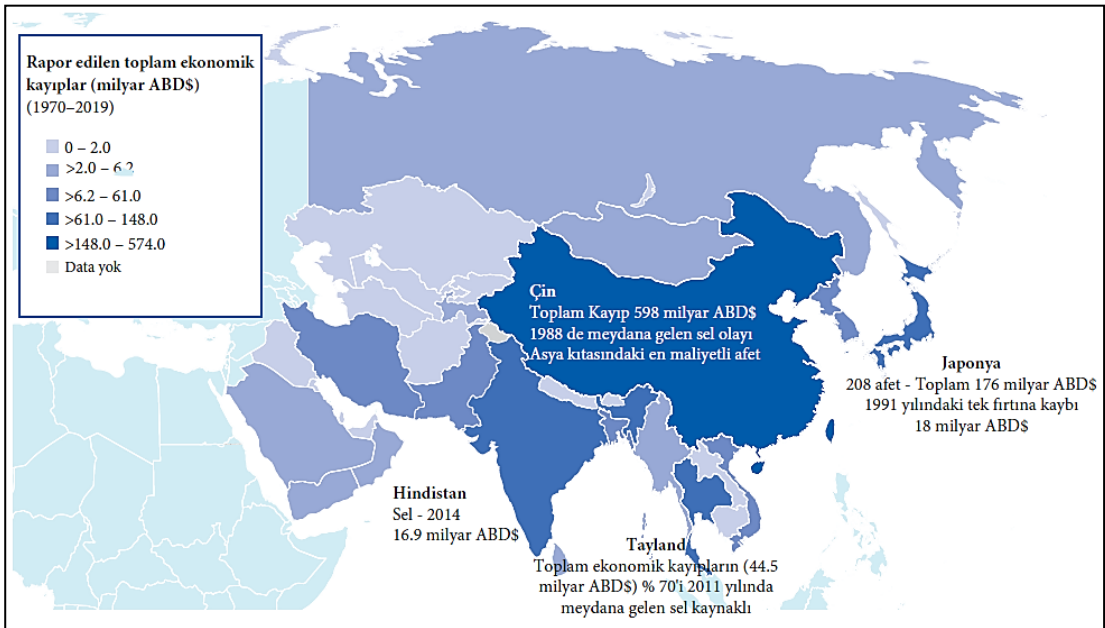 Rapor edilen toplam ekonomik
kayıplar (milyar ABD$)
(1970–2019)
0 – 2.0
>2.0 – 6.2
>6.2 – 61.0
>61.0 – 148.0
>148.0 – 574.0
Data yok
Çin
Toplam Kayıp 598 milyar ABD$
1988 de meydana gelen sel olayı
Asya kıtasındaki en maliyetli afet
Japonya
208 afet - Toplam 176 milyar ABD$
1991 yılındaki tek fırtına kaybı
18 milyar ABD$
Hindistan
Sel - 2014
16.9 milyar ABD$
Tayland
Toplam ekonomik kayıpların (44.5
milyar ABD$) % 70'i 2011 yılında
meydana gelen sel kaynaklı